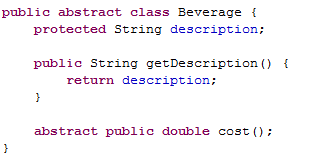 public abstract class Beverage {
    protected String description;

    public String getDescription() {
        return description;
    }

    abstract public double cost();
}